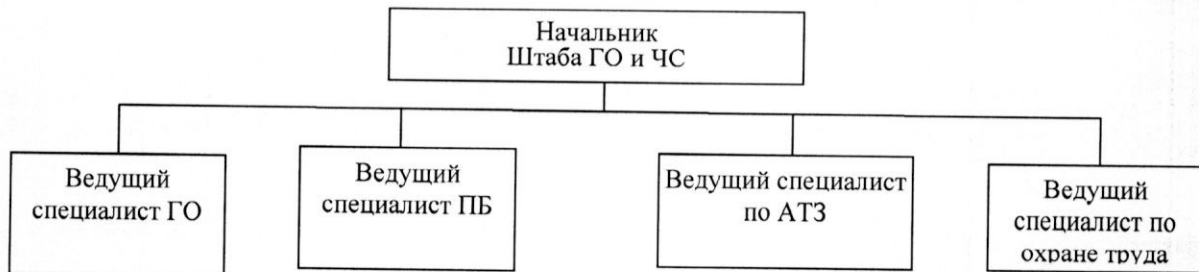 Начальник
Штаба ГО и ЧС
Ведущий
специалист ГО
Ведущий
специалист ПБ
Ведущий специалист
по АТЗ
Ведущий
специалист по
охране труда